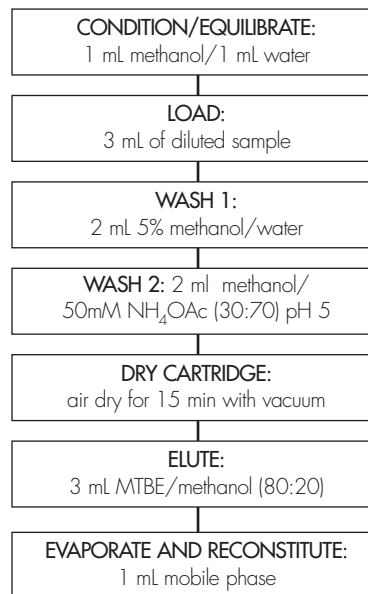 CONDITION/EQUILIBRATE:
1 mL methanol/1 mL water
LOAD:
3 mL of diluted sample
WASH 1:
2 mL 5% methanol/water
WASH 2: 2 ml methanol/
50mM NH₄OAc (30:70) pH 5
DRY CARTRIDGE:
air dry for 15 min with vacuum
ELUTE:
3 mL MTBE/methanol (80:20)
EVAPORATE AND RECONSTITUTE:
1 mL mobile phase